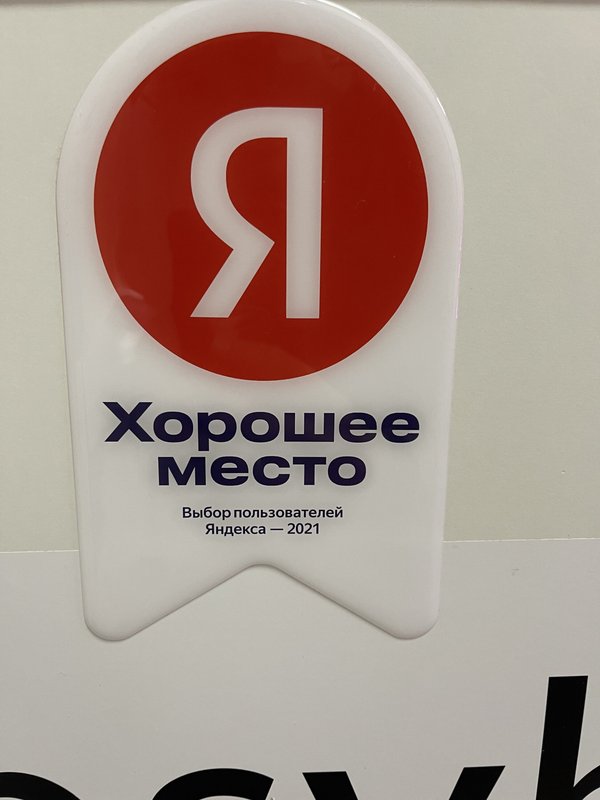 Я
Хорошее
место
Выбор пользователей
Яндекса — 2021